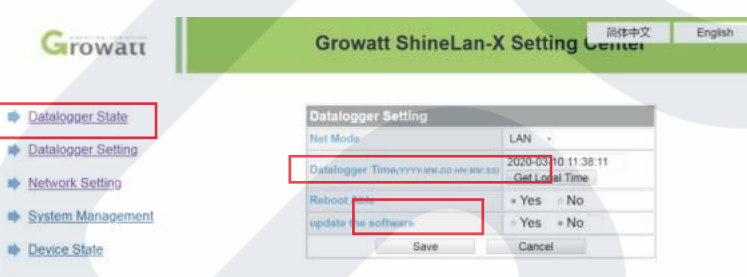 Growatt
Growatt ShineLan-X Setting Center
简体中文
English
Datalogger State
Datalogger Setting
Network Setting
System Management
Device State
Datalogger Setting
Net Mode LAN
Datalogger Time(YYYY-MM-DD HH:MM:SS) 2020-03-10 11:38:11
Get Local Time
Reboot Able Yes No
update the software Yes No
Save Cancel